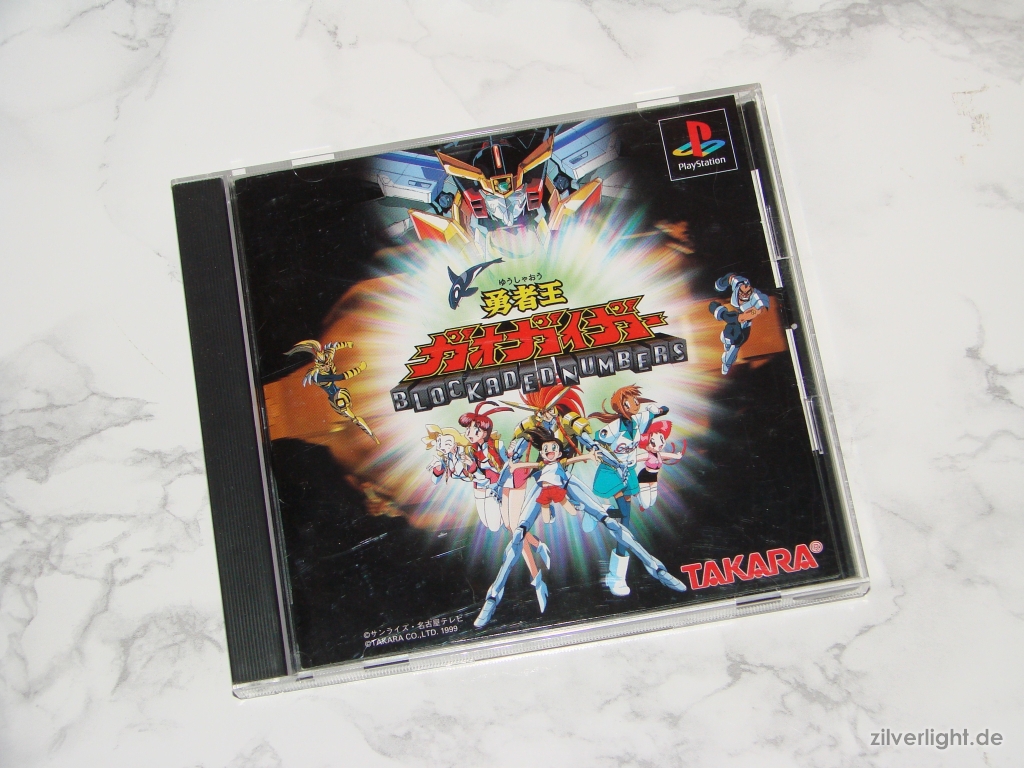 PlayStation
ゆうしゃおう
勇者王
ガオガイガー
BLOCKADED NUMBERS
TAKARA®
©サンライズ・名古屋テレビ
©TAKARA CO.,LTD. 1999
zilverlight.de